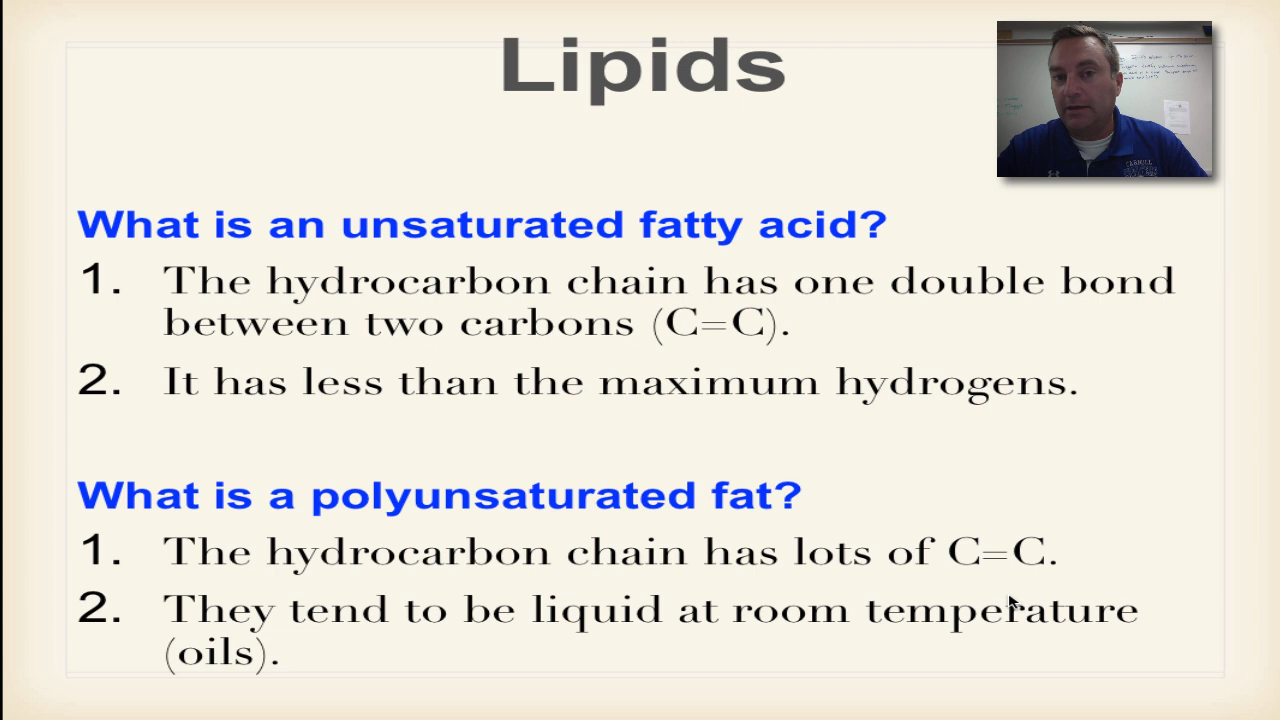 Lipids
What is an unsaturated fatty acid?
1. The hydrocarbon chain has one double bond
between two carbons (C=C).
2. It has less than the maximum hydrogens.
What is a polyunsaturated fat?
1. The hydrocarbon chain has lots of C=C.
2. They tend to be liquid at room temperature
(oils).